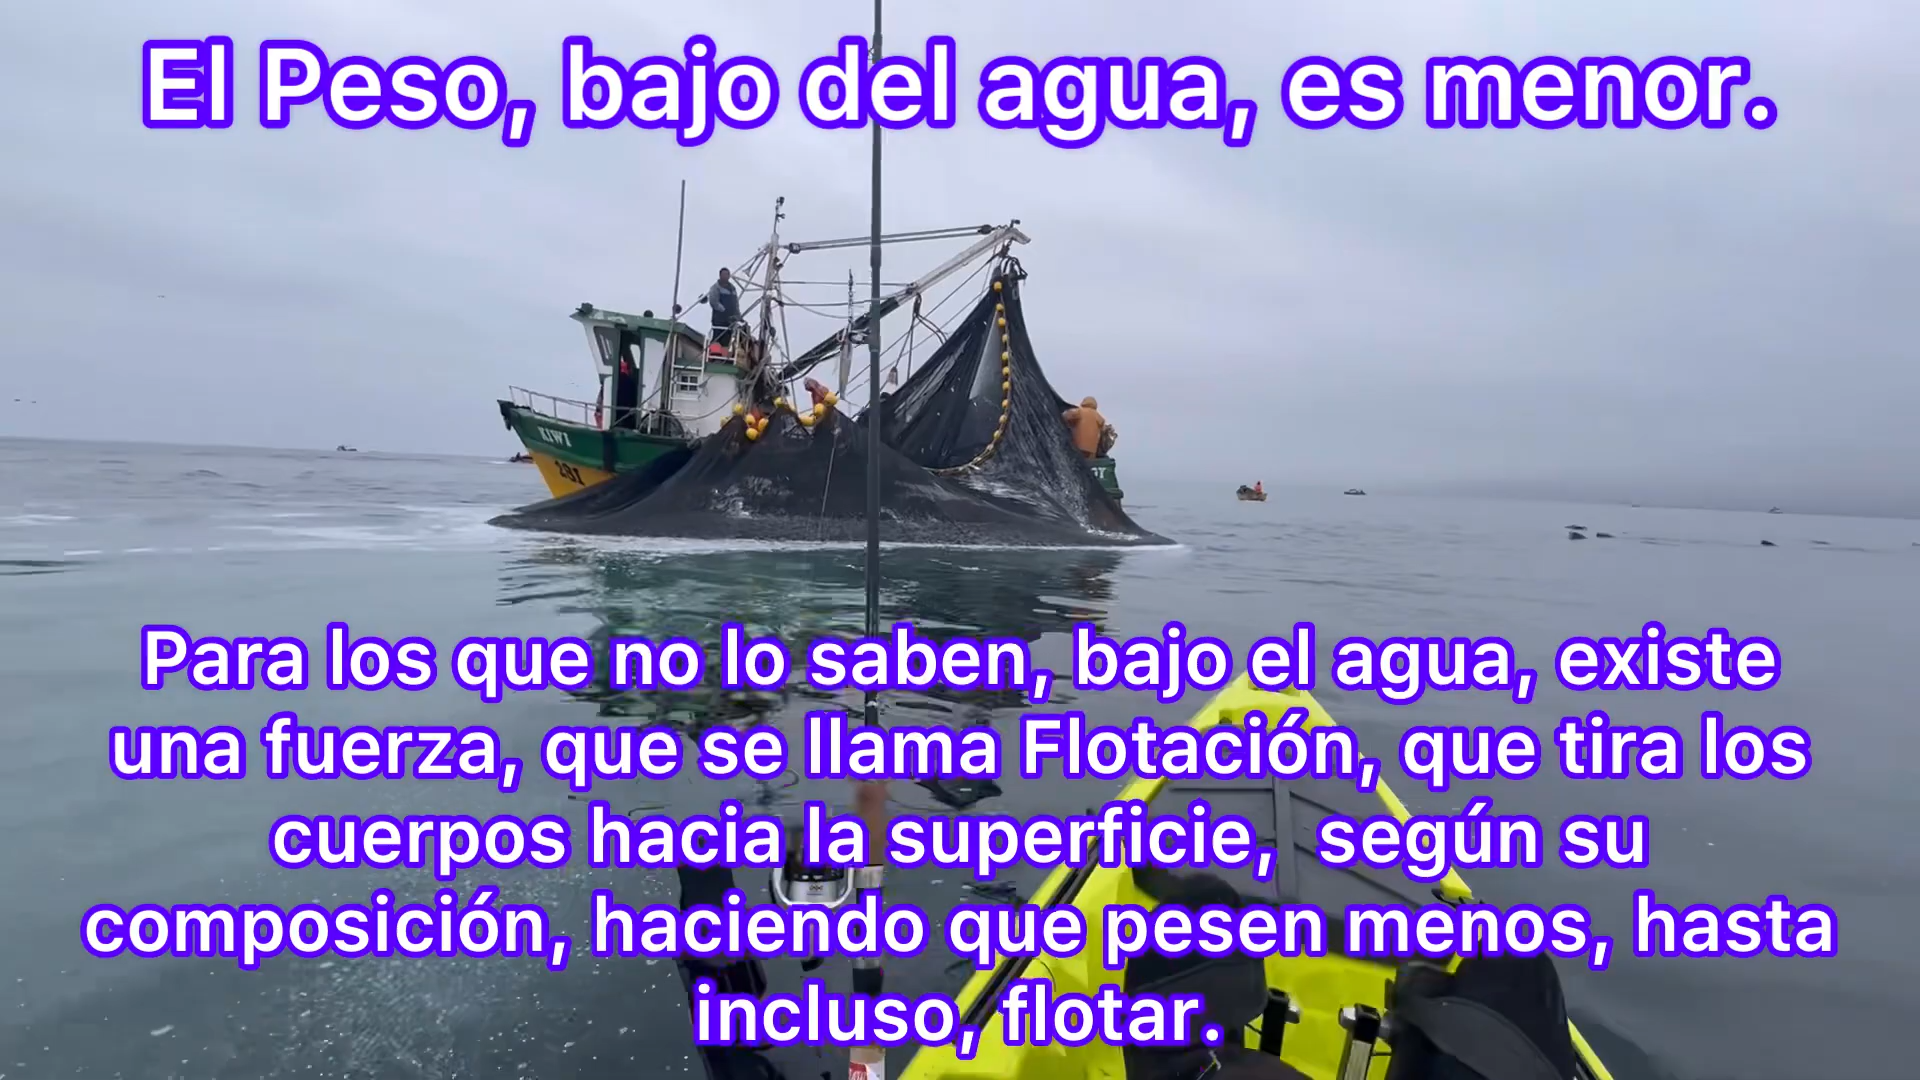 El Peso, bajo del agua, es menor.
KIWI
281
Para los que no lo saben, bajo el agua, existe
una fuerza, que se llama Flotación, que tira los
cuerpos hacia la superficie, según su
composición, haciendo que pesen menos, hasta
incluso, flotar.